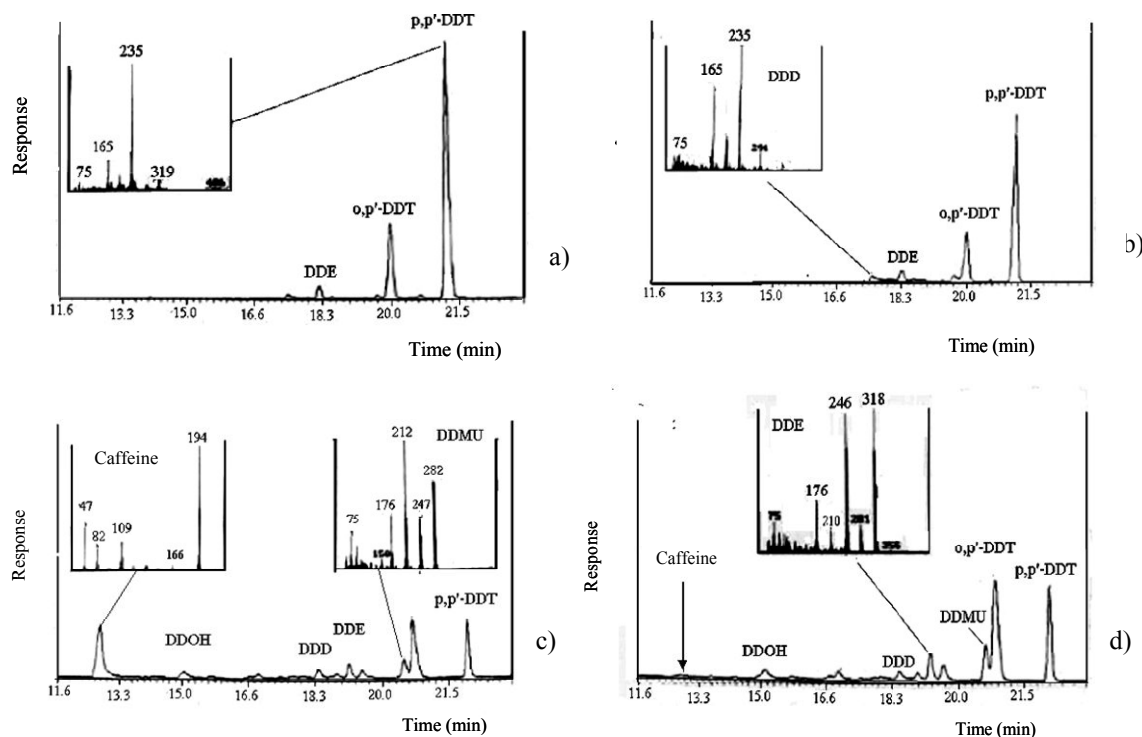 p,p'-DDT
235
Response
165
75
319
o,p'-DDT
DDE
a)
11.6 13.3 15.0 16.6 18.3 20.0 21.5
Time (min)
235
165
DDD
75
p,p'-DDT
o,p'-DDT
DDE
b)
11.6 13.3 15.0 16.6 18.3 20.0 21.5
Time (min)
194
Caffeine
47
82
109
166
212
DDMU
282
176
247
75
150
Response
p,p'-DDT
DDOH
DDE
DDD
c)
11.6 13.3 15.0 16.6 18.3 20.0 21.5
Time (min)
246
318
DDE
176
75
210
281
Response
Caffeine
o,p'-DDT
p,p'-DDT
DDMU
DDOH
DDD
d)
11.6 13.3 15.0 16.6 18.3 20.0 21.5
Time (min)